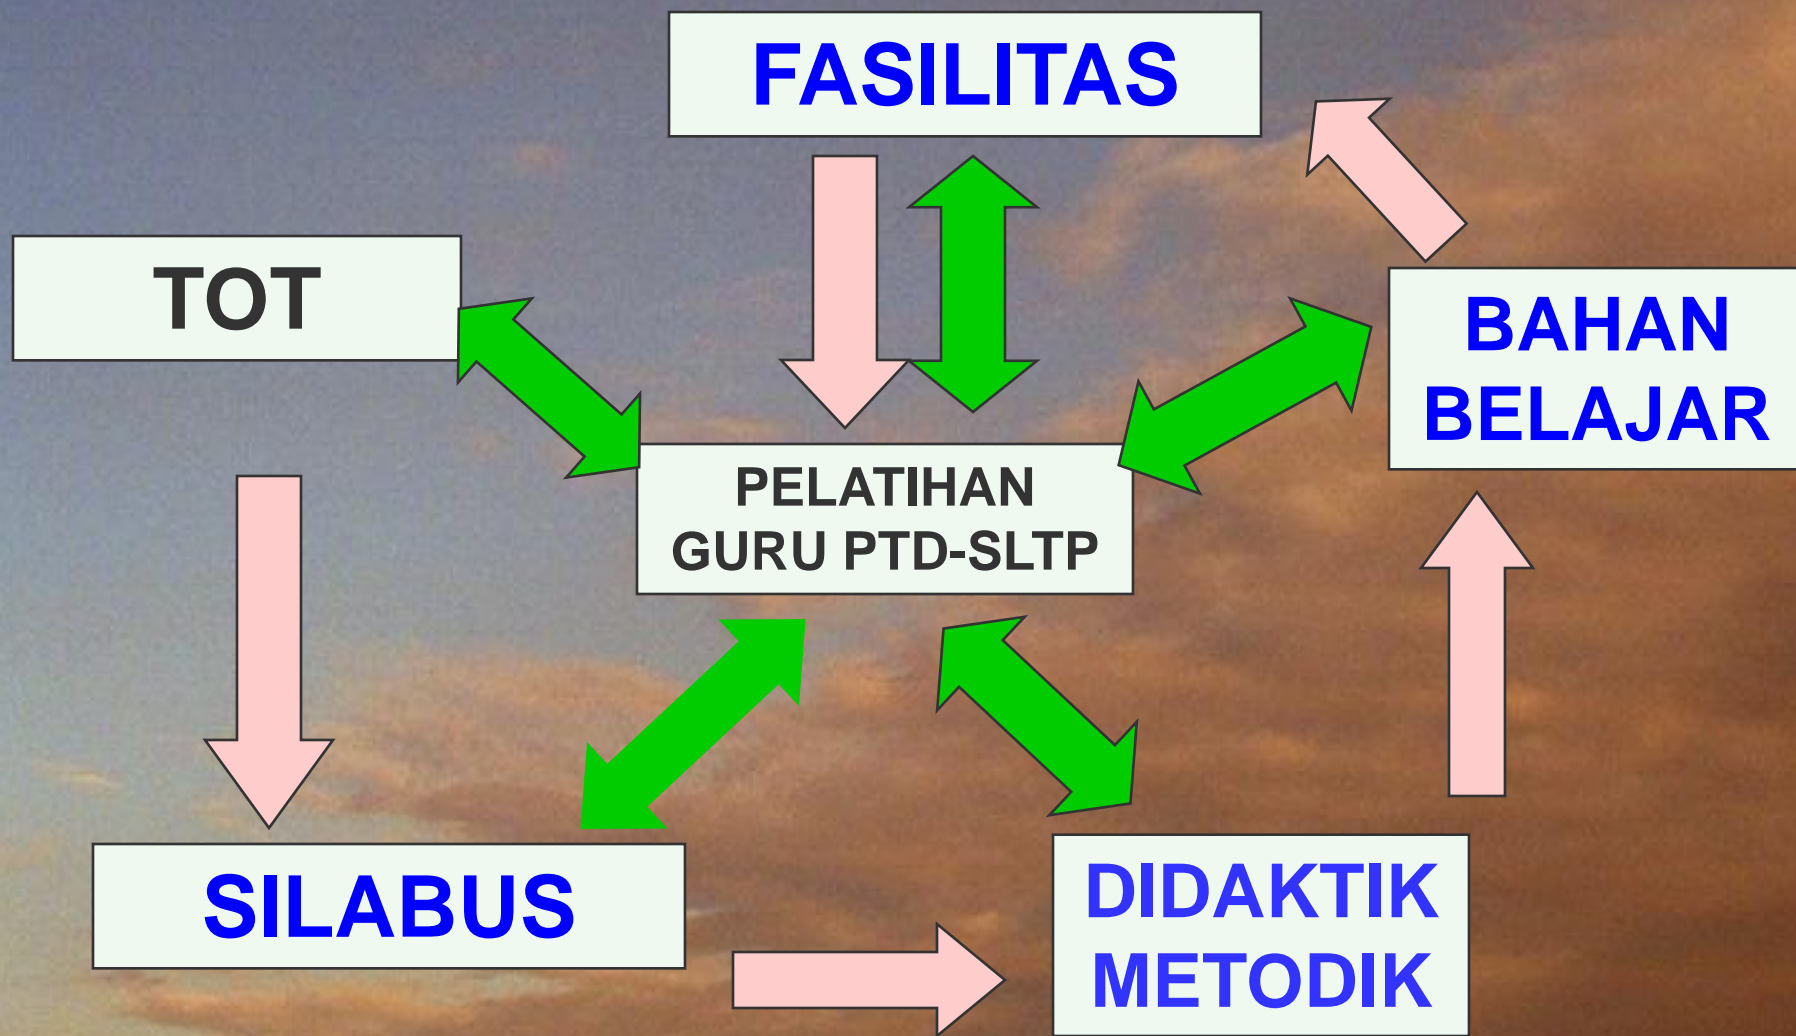 FASILITAS
TOT
BAHAN
BELAJAR
PELATIHAN
GURU PTD-SLTP
SILABUS
DIDAKTIK
METODIK